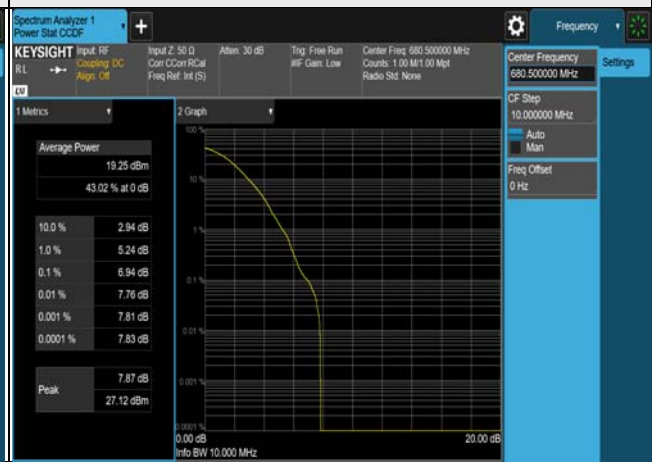 Spectrum Analyzer 1
Power Stat CCDF
+
Frequency
KEYSIGHT
RL
LV
Input: RF
Coupling: DC
Align: Off
Input Z: 50 Ω
Corr CCorr RCal
Freq Ref: Int (S)
Atten: 30 dB
Trig: Free Run
#IF Gain: Low
Center Freq: 680.500000 MHz
Counts: 1.00 M/1.00 Mpt
Radio Std: None
Center Frequency
680.500000 MHz
Settings
CF Step
10.000000 MHz
Auto
Man
Freq Offset
0 Hz
1 Metrics
Average Power
19.25 dBm
43.02 % at 0 dB
10.0 % 2.94 dB
1.0 % 5.24 dB
0.1 % 6.94 dB
0.01 % 7.76 dB
0.001 % 7.81 dB
0.0001 % 7.83 dB
Peak
7.87 dB
27.12 dBm
2 Graph
100 %
10 %
1 %
0.1 %
0.01 %
0.001 %
0.0001 %
0.00 dB 20.00 dB
Info BW 10.000 MHz